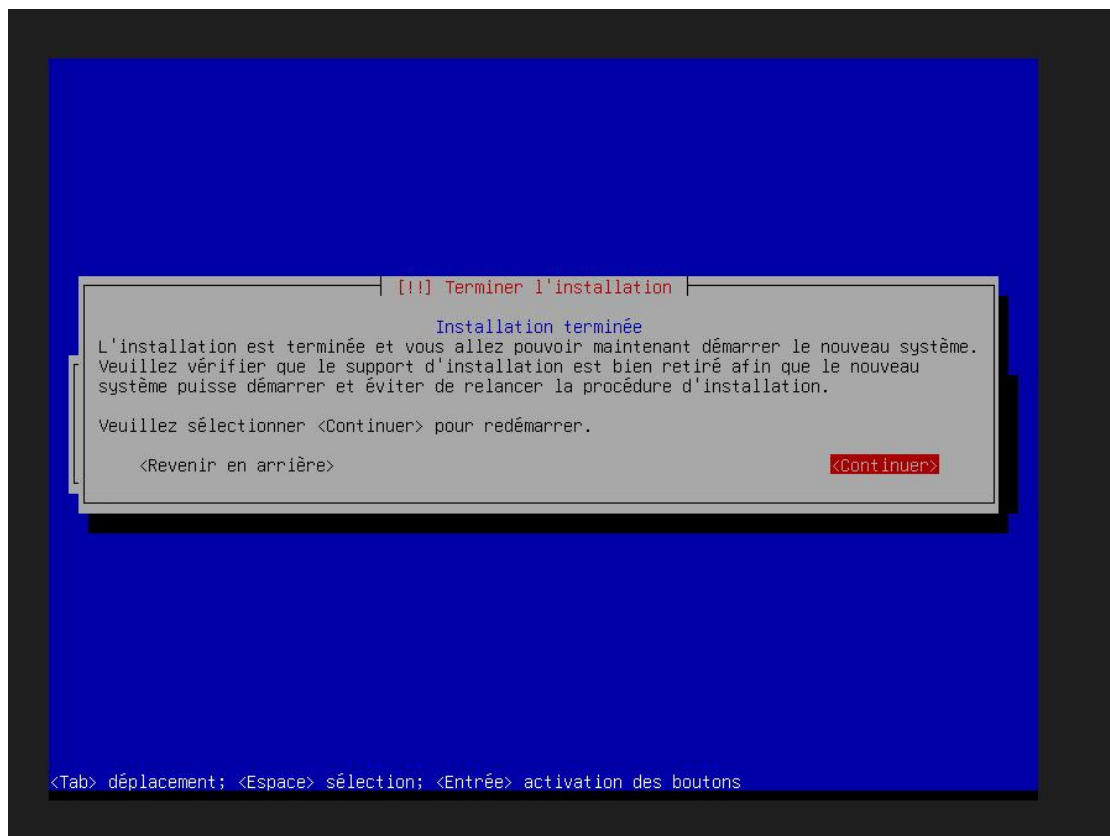 [!!] Terminer l'installation
Installation terminée
L'installation est terminée et vous allez pouvoir maintenant démarrer le nouveau système.
Veuillez vérifier que le support d'installation est bien retiré afin que le nouveau
système puisse démarrer et éviter de relancer la procédure d'installation.
Veuillez sélectionner <Continuer> pour redémarrer.
<Revenir en arrière> <Continuer>
<Tab> déplacement; <Espace> sélection; <Entrée> activation des boutons